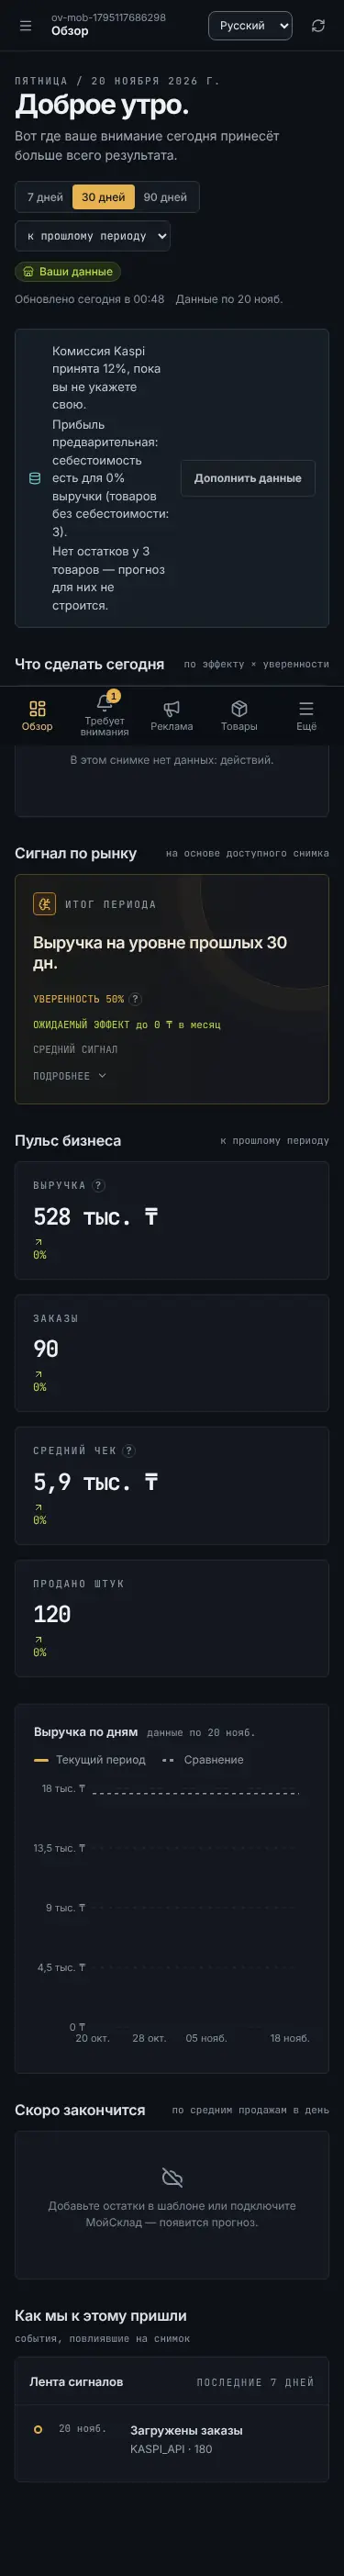 ov-mob-1795117686298
Обзор
Русский
ПЯТНИЦА / 20 НОЯБРЯ 2026 Г.
Доброе утро.
Вот где ваше внимание сегодня принесёт
больше всего результата.
7 дней 30 дней 90 дней
к прошлому периоду
Ваши данные
Обновлено сегодня в 00:48 Данные по 20 нояб.
Комиссия Kaspi
принята 12%, пока
вы не укажете
свою.
Прибыль
предварительная:
себестоимость
есть для 0%
выручки (товаров
без себестоимости:
3).
Нет остатков у 3
товаров — прогноз
для них не
строится.
Дополнить данные
Что сделать сегодня по эффекту × уверенности
Обзор
1
Требует
внимания
Реклама
Товары
Ещё
В этом снимке нет данных: действий.
Сигнал по рынку на основе доступного снимка
ИТОГ ПЕРИОДА
Выручка на уровне прошлых 30
дн.
УВЕРЕННОСТЬ 50% ?
ОЖИДАЕМЫЙ ЭФФЕКТ до 0 ₸ в месяц
СРЕДНИЙ СИГНАЛ
ПОДРОБНЕЕ
Пульс бизнеса к прошлому периоду
ВЫРУЧКА ?
528 тыс. ₸
0%
ЗАКАЗЫ
90
0%
СРЕДНИЙ ЧЕК ?
5,9 тыс. ₸
0%
ПРОДАНО ШТУК
120
0%
Выручка по дням данные по 20 нояб.
Текущий период Сравнение
18 тыс. ₸
13,5 тыс. ₸
9 тыс. ₸
4,5 тыс. ₸
0 ₸
20 окт. 28 окт. 05 нояб. 18 нояб.
Скоро закончится по средним продажам в день
Добавьте остатки в шаблоне или подключите
МойСклад — появится прогноз.
Как мы к этому пришли
события, повлиявшие на снимок
Лента сигналов ПОСЛЕДНИЕ 7 ДНЕЙ
20 нояб. Загружены заказы
KASPI_API · 180